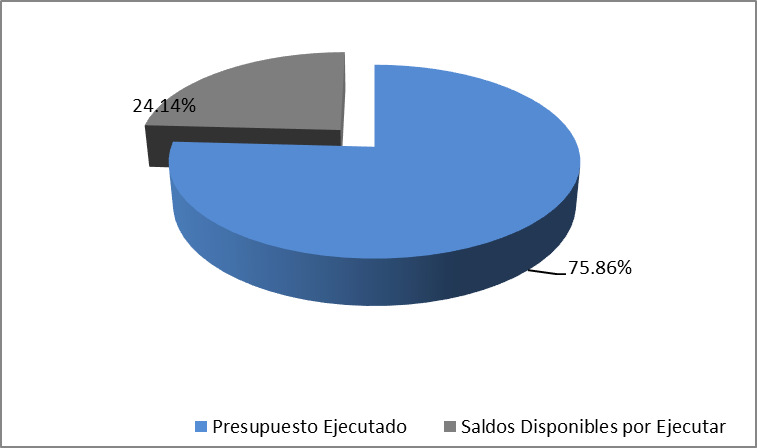 24.14%
75.86%
Presupuesto Ejecutado
Saldos Disponibles por Ejecutar